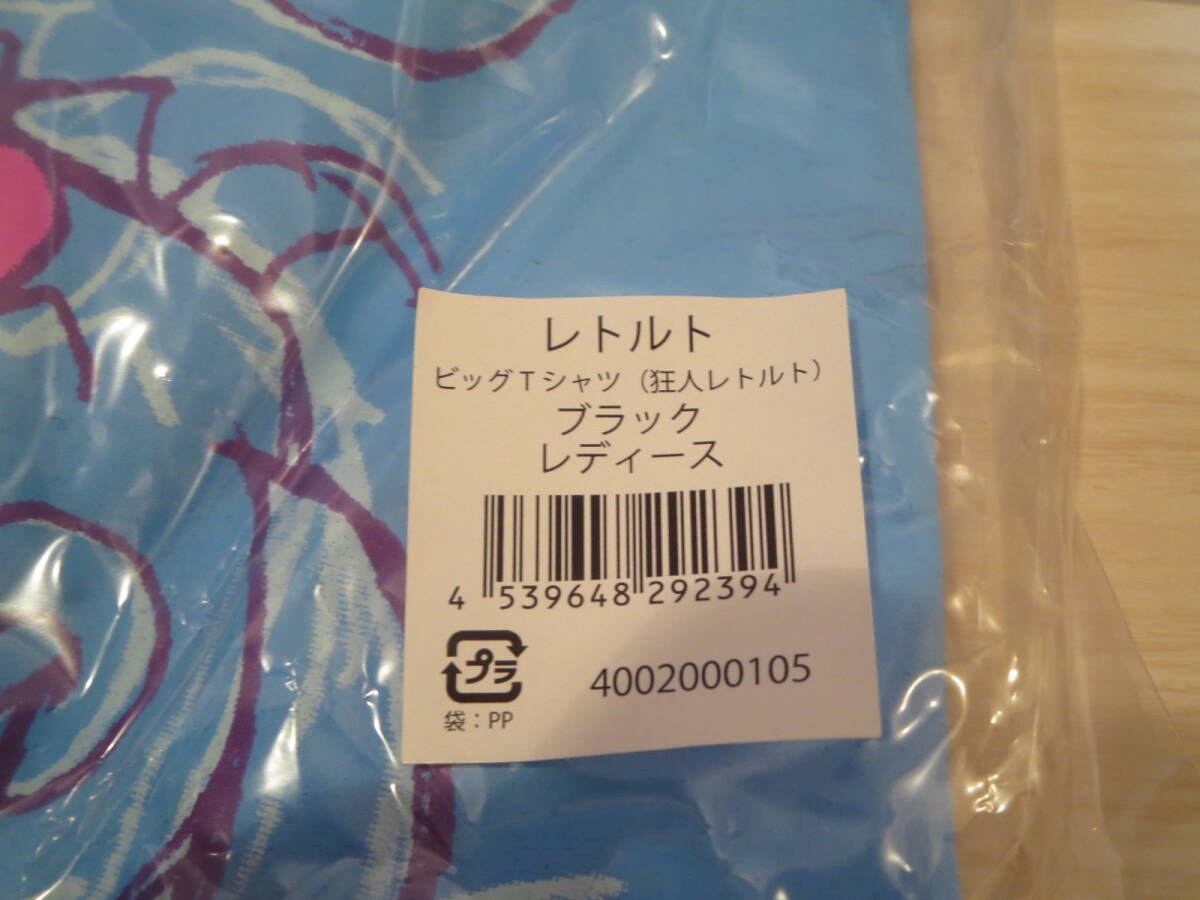 レトルト
ビッグTシャツ（狂人レトルト）
ブラック
レディース
4 539648 292394
プラ
4002000105
袋：PP